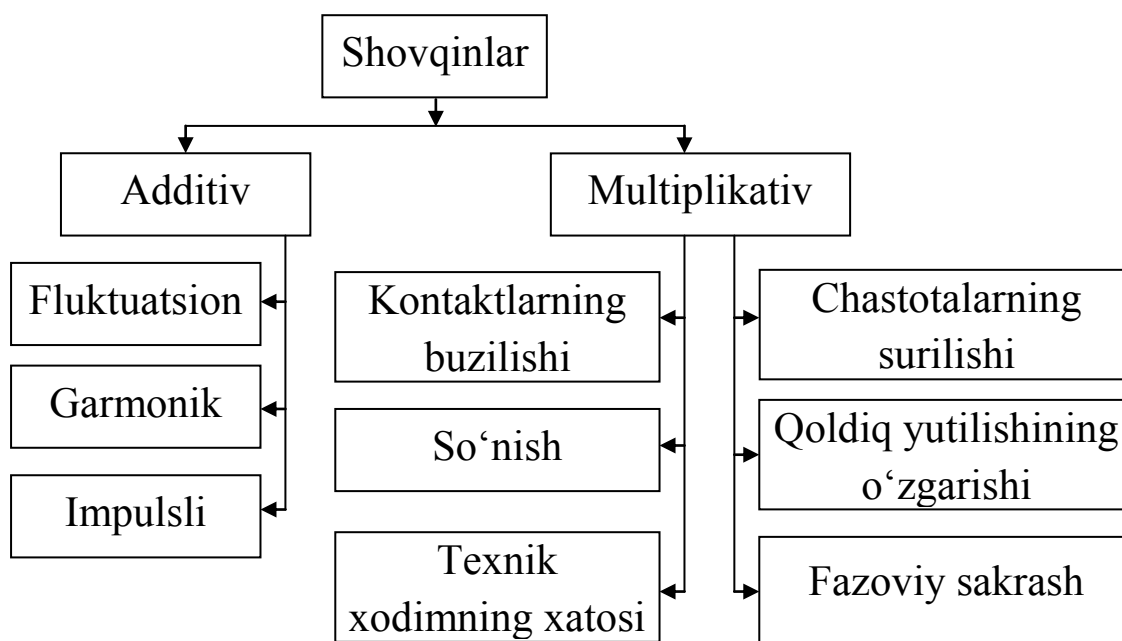 Shovqinlar
Additiv
Multiplikativ
Fluktuatsion
Garmonik
Impulsli
Kontaktlarning
buzilishi
So‘nish
Texnik
xodimning xatosi
Chastotalarning
surilishi
Qoldiq yutilishining
o‘zgarishi
Fazoviy sakrash